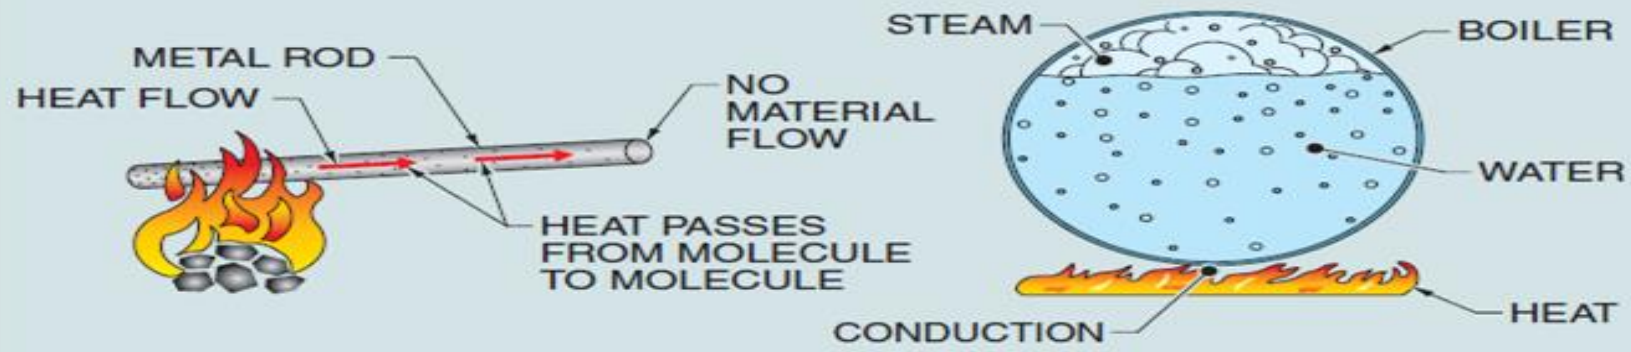 METAL ROD
HEAT FLOW
NO
MATERIAL
FLOW
HEAT PASSES
FROM MOLECULE
TO MOLECULE
STEAM
BOILER
WATER
HEAT
CONDUCTION